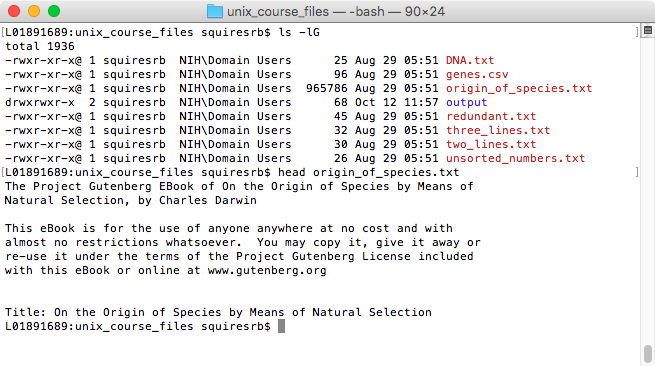 unix_course_files — -bash — 90×24
[L01891689:unix_course_files squiresrb$ ls -lG ]
total 1936
-rwxr-xr-x@ 1 squiresrb  NIH\Domain Users      25 Aug 29 05:51 DNA.txt
-rwxr-xr-x@ 1 squiresrb  NIH\Domain Users      96 Aug 29 05:51 genes.csv
-rwxr-xr-x@ 1 squiresrb  NIH\Domain Users  965786 Aug 29 05:51 origin_of_species.txt
drwxrwxr-x  2 squiresrb  NIH\Domain Users      68 Oct 12 11:57 output
-rwxr-xr-x@ 1 squiresrb  NIH\Domain Users      45 Aug 29 05:51 redundant.txt
-rwxr-xr-x@ 1 squiresrb  NIH\Domain Users      32 Aug 29 05:51 three_lines.txt
-rwxr-xr-x@ 1 squiresrb  NIH\Domain Users      30 Aug 29 05:51 two_lines.txt
-rwxr-xr-x@ 1 squiresrb  NIH\Domain Users      26 Aug 29 05:51 unsorted_numbers.txt
[L01891689:unix_course_files squiresrb$ head origin_of_species.txt ]
The Project Gutenberg EBook of On the Origin of Species by Means of
Natural Selection, by Charles Darwin
This eBook is for the use of anyone anywhere at no cost and with
almost no restrictions whatsoever.  You may copy it, give it away or
re-use it under the terms of the Project Gutenberg License included
with this eBook or online at www.gutenberg.org
Title: On the Origin of Species by Means of Natural Selection
L01891689:unix_course_files squiresrb$